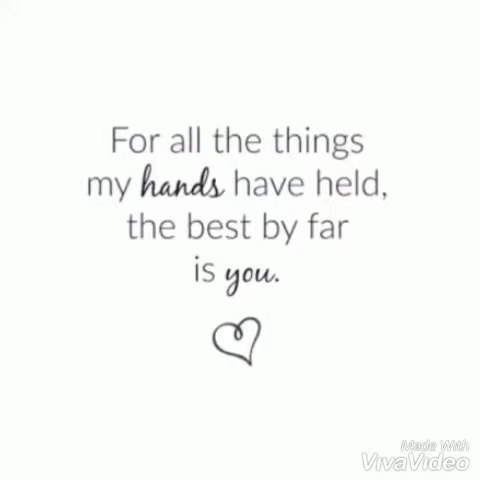 For all the things
my hands have held,
the best by far
is you.
Made With
VivaVideo